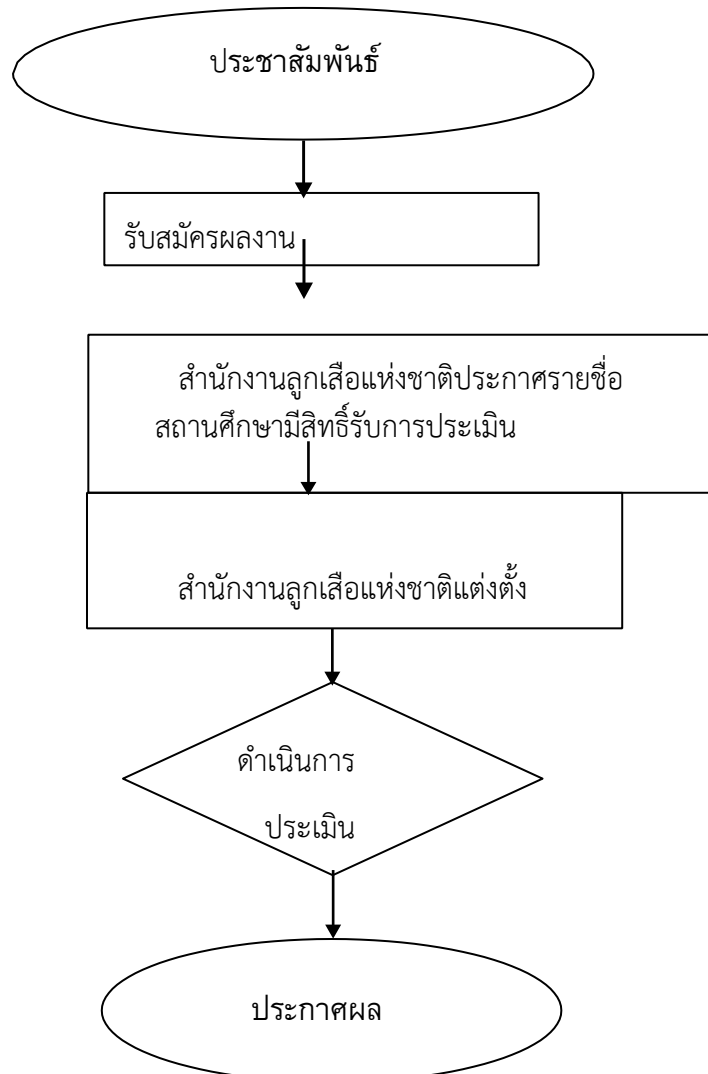 ประชาสัมพันธ์
รับสมัครผลงาน
สำนักงานลูกเสือแห่งชาติประกาศรายชื่อ
สถานศึกษามีสิทธิ์รับการประเมิน
สำนักงานลูกเสือแห่งชาติแต่งตั้ง
ดำเนินการ
ประเมิน
ประกาศผล